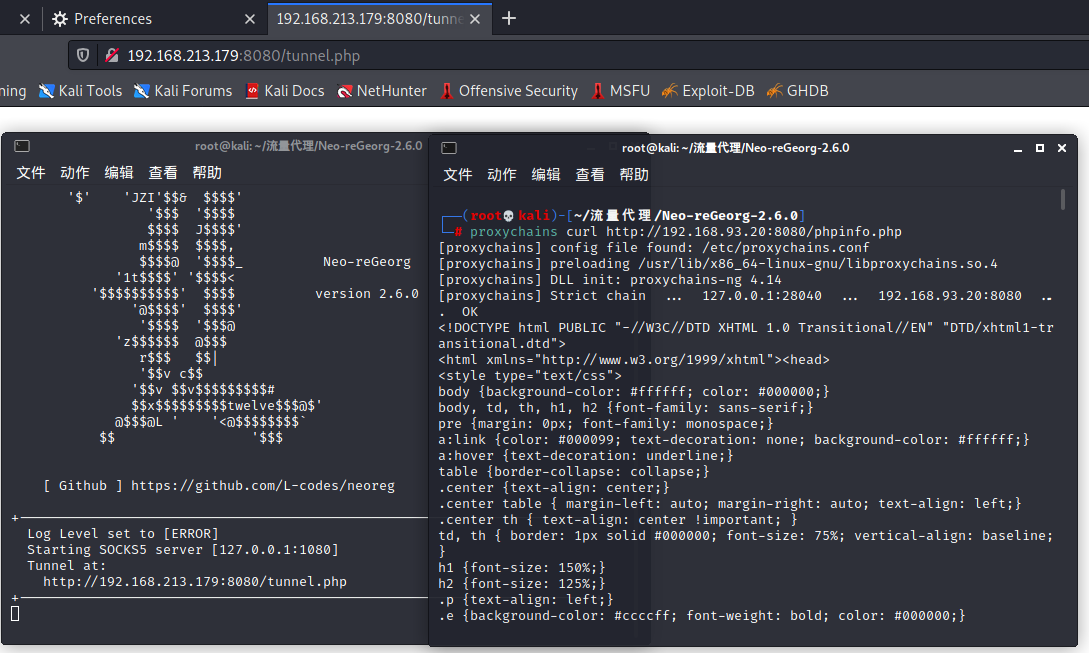 Preferences
192.168.213.179:8080/tunne
192.168.213.179:8080/tunnel.php
ning
Kali Tools
Kali Forums
Kali Docs
NetHunter
Offensive Security
MSFU
Exploit-DB
GHDB
root@kali: ~/流量代理/Neo-reGeorg-2.6.0
文件 动作 编辑 查看 帮助
'$'    'JZI'$$&  $$$$'
'$$$  '$$$$
$$$$  J$$$$'
m$$$$  $$$$,
$$$$@  '$$$$_          Neo-reGeorg
'1t$$$$' '$$$$<
'$$$$$$$$$$'  $$$$          version 2.6.0
'@$$$$'  $$$$'
'$$$$  '$$$@
'z$$$$$$  @$$$
r$$$   $$|
'$$v c$$
'$$v $$v$$$$$$$$$#
$$x$$$$$$$$$twelve$$$@$'
@$$$@L '    '<@$$$$$$$$`
$$                 '$$$
[ Github ] https://github.com/L-codes/neoreg
Log Level set to [ERROR]
Starting SOCKS5 server [127.0.0.1:1080]
Tunnel at:
http://192.168.213.179:8080/tunnel.php
root@kali: ~/流量代理/Neo-reGeorg-2.6.0
文件 动作 编辑 查看 帮助
┌──(root💀kali)-[~/流量代理/Neo-reGeorg-2.6.0]
└─# proxychains curl http://192.168.93.20:8080/phpinfo.php
[proxychains] config file found: /etc/proxychains.conf
[proxychains] preloading /usr/lib/x86_64-linux-gnu/libproxychains.so.4
[proxychains] DLL init: proxychains-ng 4.14
[proxychains] Strict chain  ...  127.0.0.1:28040  ...  192.168.93.20:8080  ..
.  OK
<!DOCTYPE html PUBLIC "-//W3C//DTD XHTML 1.0 Transitional//EN" "DTD/xhtml1-tr
ansitional.dtd">
<html xmlns="http://www.w3.org/1999/xhtml"><head>
<style type="text/css">
body {background-color: #ffffff; color: #000000;}
body, td, th, h1, h2 {font-family: sans-serif;}
pre {margin: 0px; font-family: monospace;}
a:link {color: #000099; text-decoration: none; background-color: #ffffff;}
a:hover {text-decoration: underline;}
table {border-collapse: collapse;}
.center {text-align: center;}
.center table { margin-left: auto; margin-right: auto; text-align: left;}
.center th { text-align: center !important; }
td, th { border: 1px solid #000000; font-size: 75%; vertical-align: baseline;
}
h1 {font-size: 150%;}
h2 {font-size: 125%;}
.p {text-align: left;}
.e {background-color: #ccccff; font-weight: bold; color: #000000;}